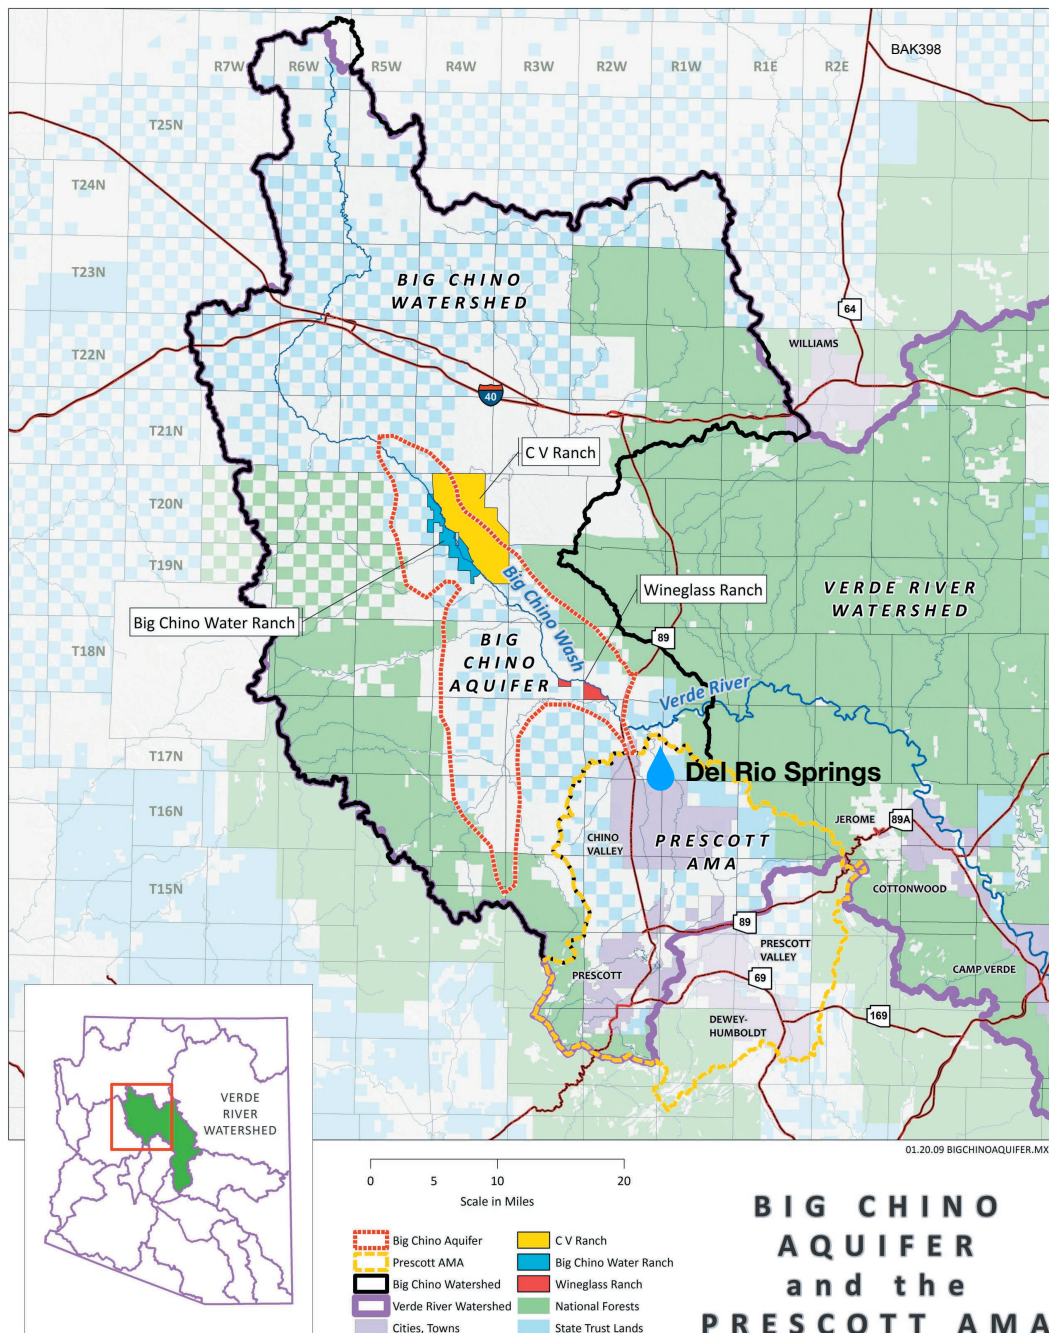 BAK398
R7W
R6W
R5W
R4W
R3W
R2W
R1W
R1E
R2E
T25N
T24N
T23N
BIG CHINO
WATERSHED
64
WILLIAMS
T22N
40
T21N
C V Ranch
T20N
T19N
Big Chino Wash
Wineglass Ranch
VERDE RIVER
WATERSHED
Big Chino Water Ranch
BIG
CHINO
AQUIFER
89
T18N
Verde River
T17N
Del Rio Springs
T16N
CHINO
VALLEY
PRESCOTT
AMA
JEROME
89A
T15N
COTTONWOOD
89
PRESCOTT
VALLEY
PRESCOTT
69
CAMP VERDE
DEWEY-
HUMBOLDT
169
VERDE
RIVER
WATERSHED
01.20.09 BIGCHINOAQUIFER.MX
0
5
10
20
Scale in Miles
Big Chino Aquifer
Prescott AMA
Big Chino Watershed
Verde River Watershed
Cities, Towns
C V Ranch
Big Chino Water Ranch
Wineglass Ranch
National Forests
State Trust Lands
BIG CHINO
AQUIFER
and the
PRESCOTT AMA